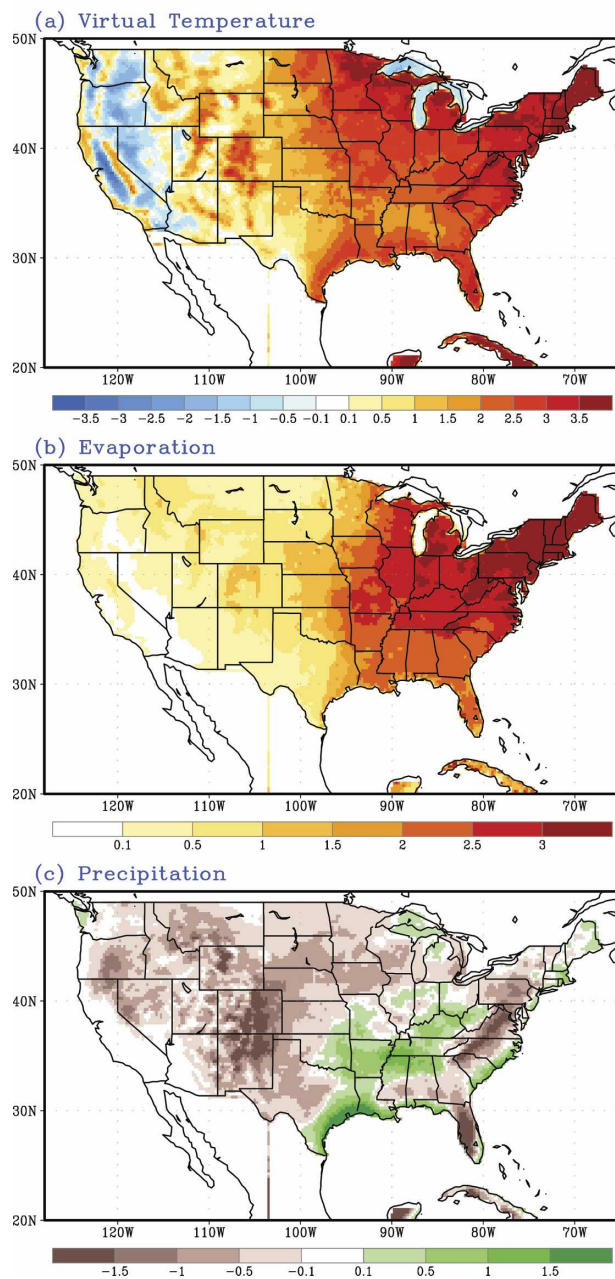 (a) Virtual Temperature
50N
40N
30N
20N
120W 110W 100W 90W 80W 70W
-3.5 -3 -2.5 -2 -1.5 -1 -0.5 -0.1 0.1 0.5 1 1.5 2 2.5 3 3.5
(b) Evaporation
50N
40N
30N
20N
120W 110W 100W 90W 80W 70W
0.1 0.5 1 1.5 2 2.5 3
(c) Precipitation
50N
40N
30N
20N
120W 110W 100W 90W 80W 70W
-1.5 -1 -0.5 -0.1 0.1 0.5 1 1.5